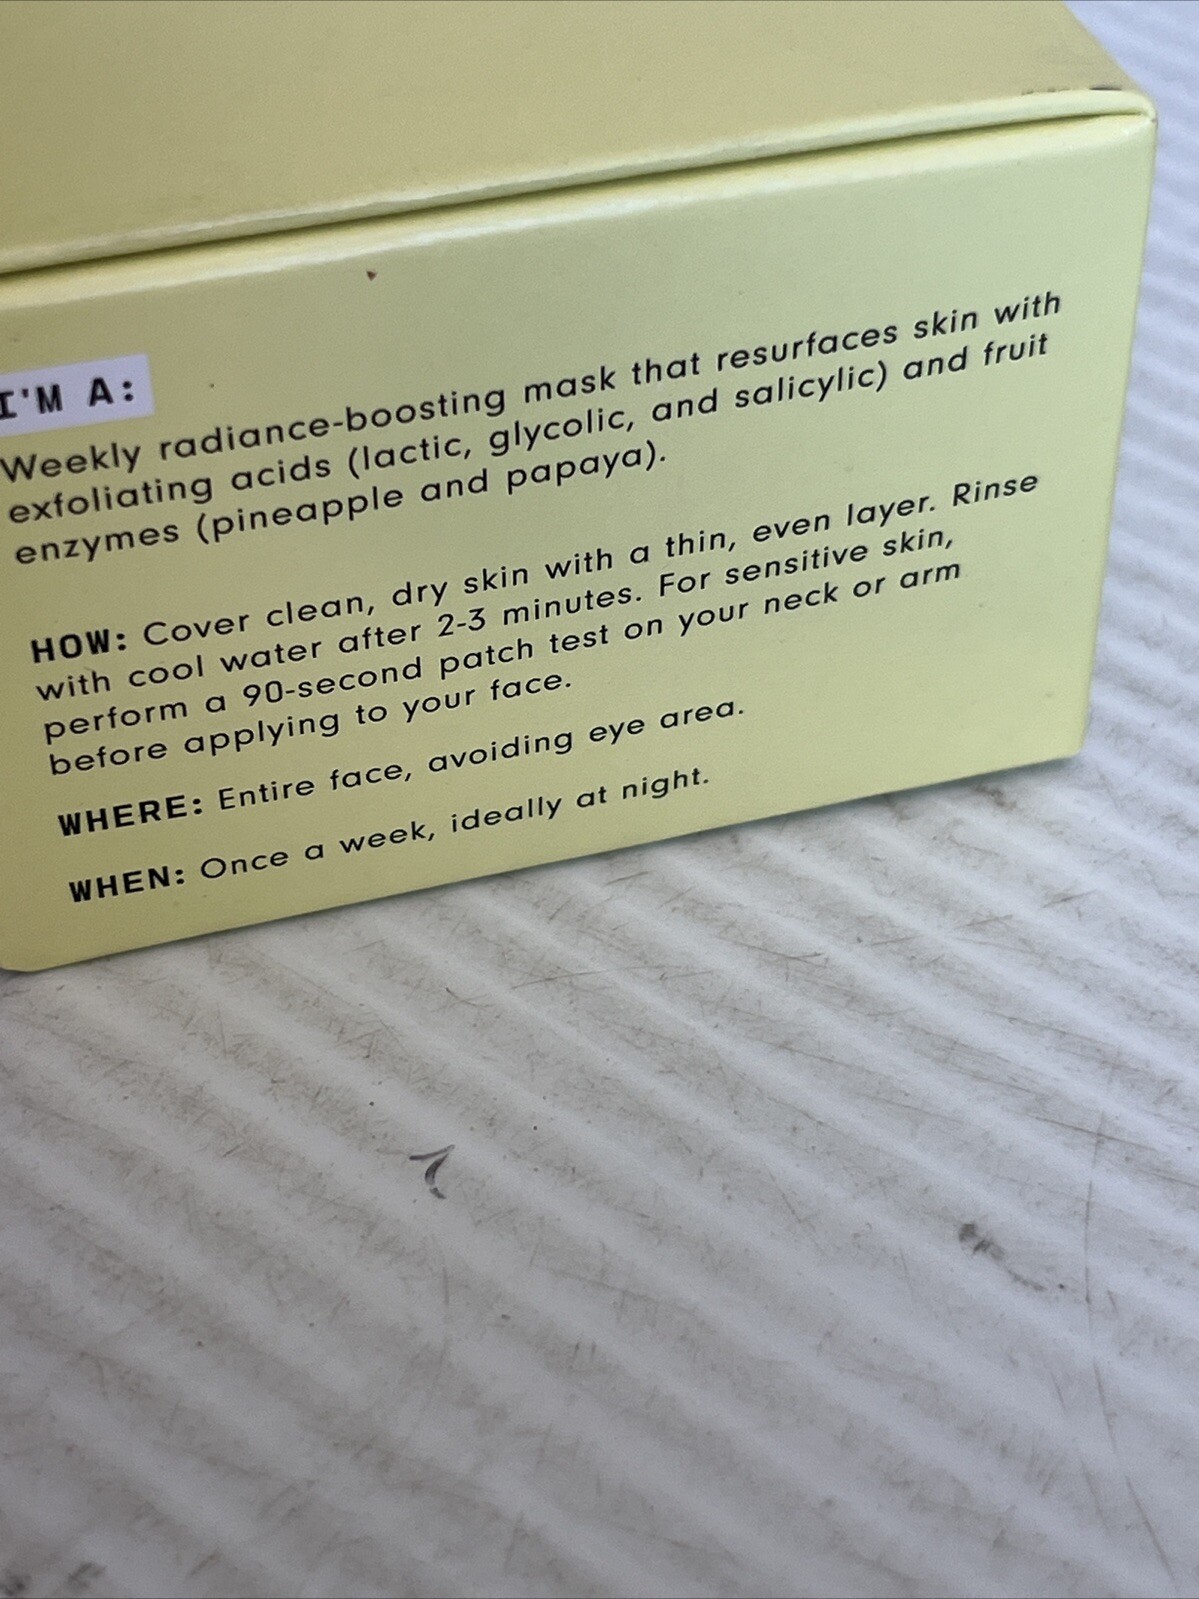 I'M A:
Weekly radiance-boosting mask that resurfaces skin with
exfoliating acids (lactic, glycolic, and salicylic) and fruit
enzymes (pineapple and papaya).
HOW: Cover clean, dry skin with a thin, even layer. Rinse
with cool water after 2-3 minutes. For sensitive skin,
perform a 90-second patch test on your neck or arm
before applying to your face.
WHERE: Entire face, avoiding eye area.
WHEN: Once a week, ideally at night.